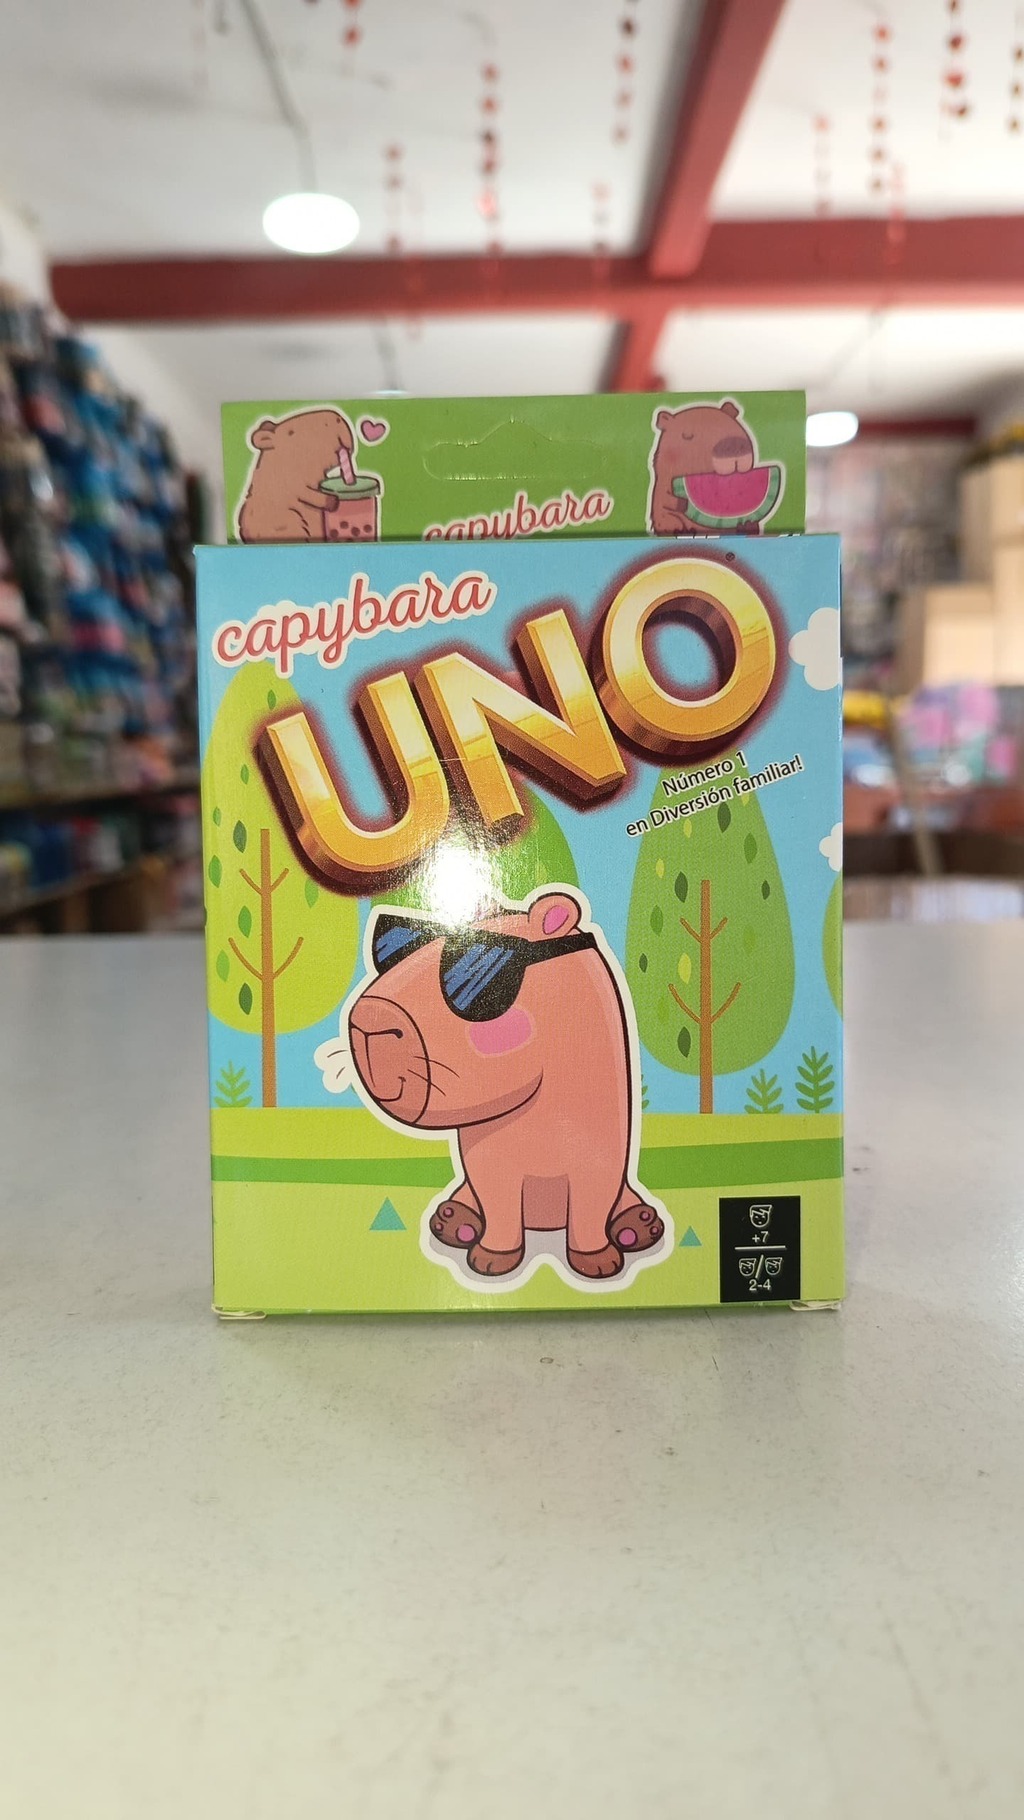 capybara
capybara
UNO®
Número 1
en Diversión familiar!
+7
2-4